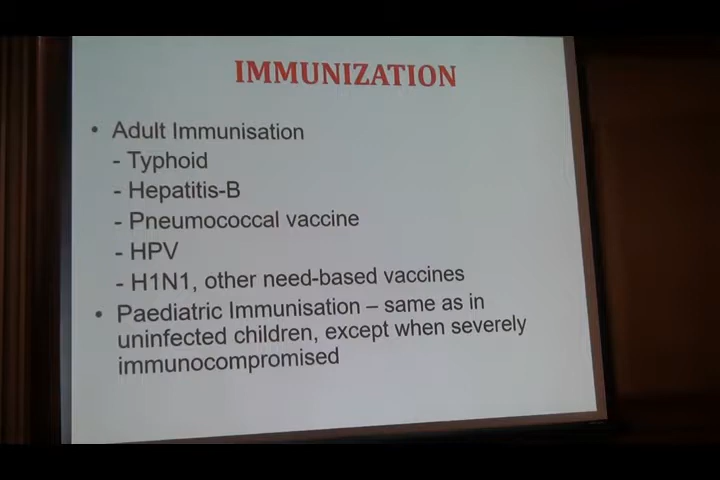 IMMUNIZATION
• Adult Immunisation
- Typhoid
- Hepatitis-B
- Pneumococcal vaccine
- HPV
- H1N1, other need-based vaccines
• Paediatric Immunisation – same as in
uninfected children, except when severely
immunocompromised